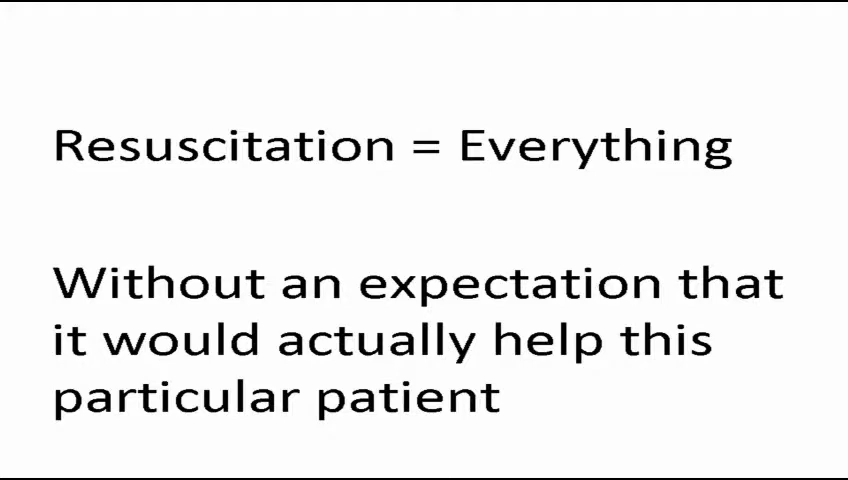 Resuscitation = Everything
Without an expectation that
it would actually help this
particular patient